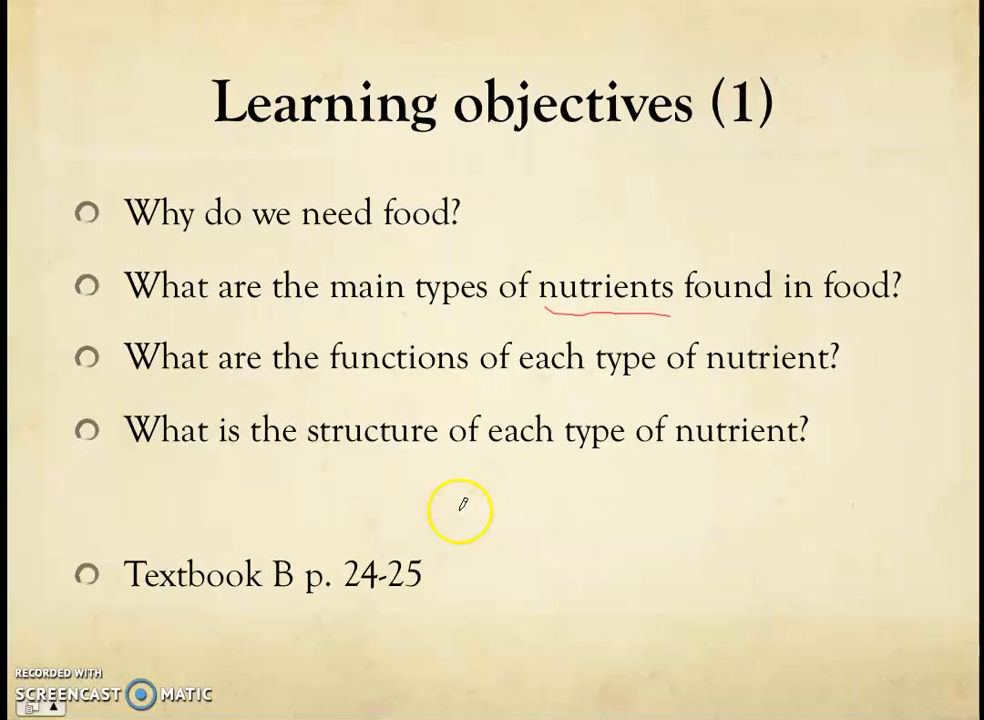 Learning objectives (1)
Why do we need food?
What are the main types of nutrients found in food?
What are the functions of each type of nutrient?
What is the structure of each type of nutrient?
Textbook B p. 24-25
RECORDED WITH
SCREENCAST MATIC